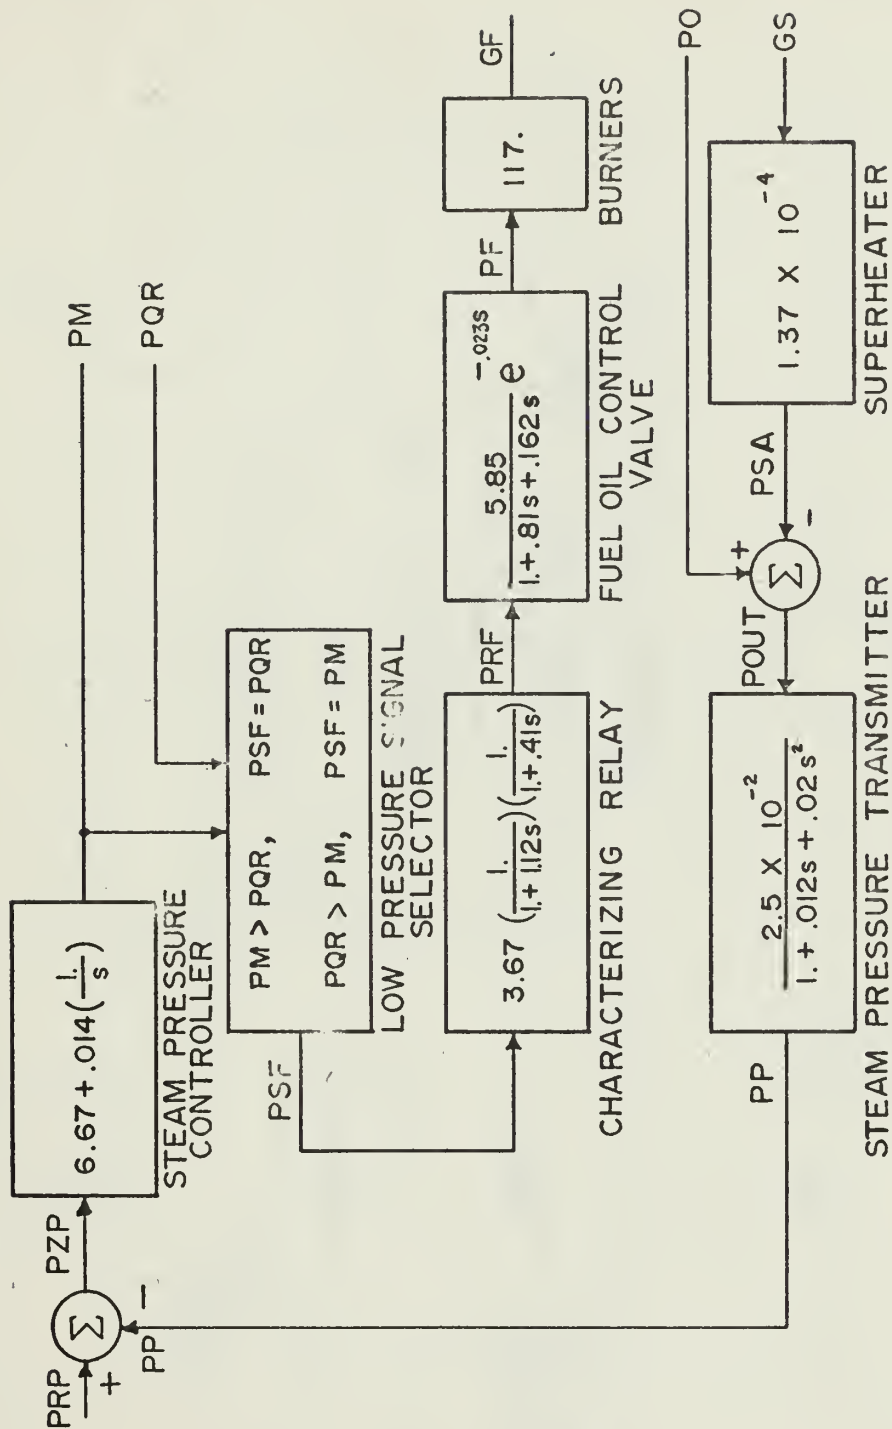 PRP
+
Σ
PP
−
PZP
6.67+.014(1./s)
STEAM PRESSURE
CONTROLLER
PM
PQR
PM > PQR, PSF = PQR
PQR > PM, PSF = PM
LOW PRESSURE SIGNAL
SELECTOR
PSF
3.67 (1./1.+1.12s)(1./1.+.41s)
CHARACTERIZING RELAY
PRF
5.85/1.+.81s+.162s e^-.023s
FUEL OIL CONTROL
VALVE
PF
117.
BURNERS
GF
PO
GS
1.37 X 10^-4
SUPERHEATER
PSA
+
−
Σ
POUT
2.5 X 10^-2/1.+.012s+.02s²
STEAM PRESSURE TRANSMITTER
PP